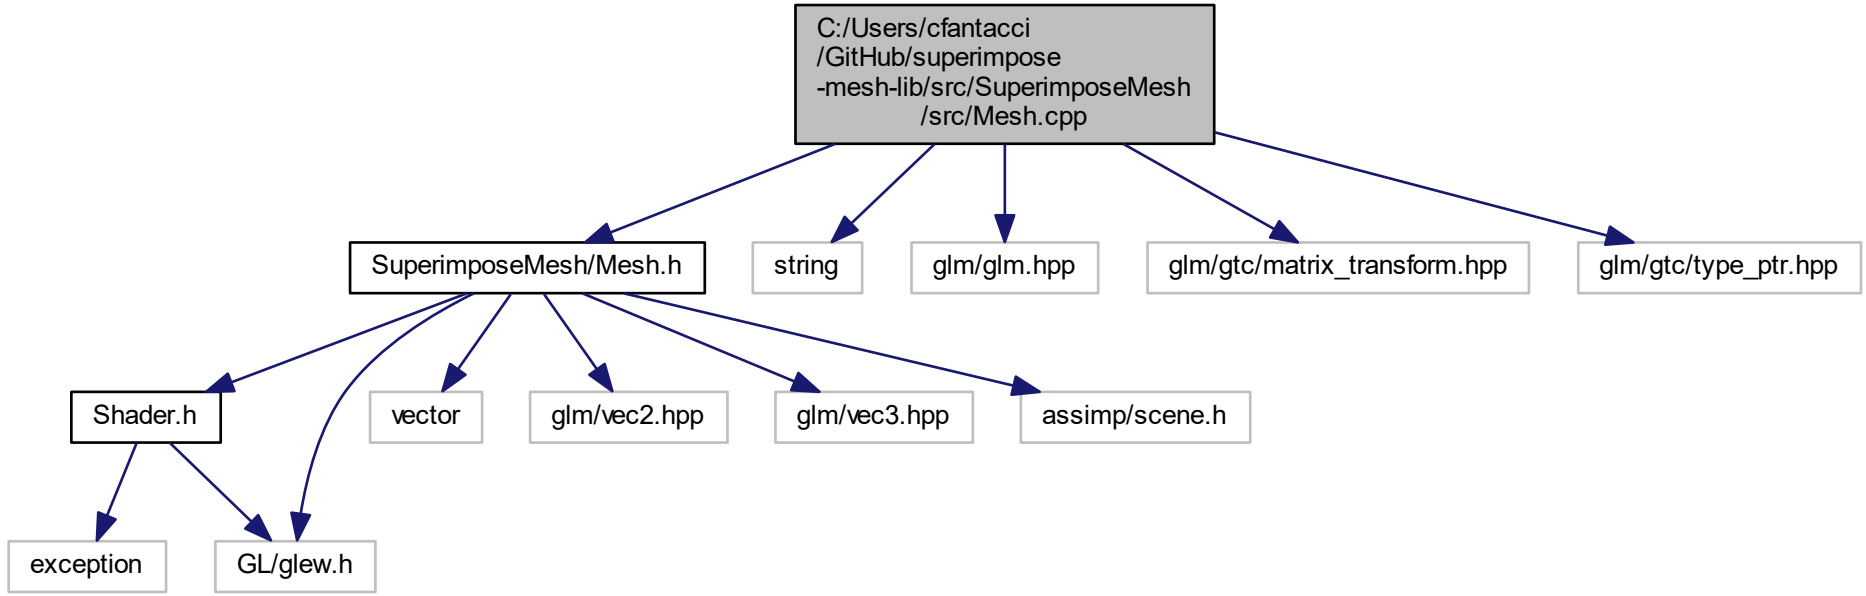 C:/Users/cfantacci
/GitHub/superimpose
-mesh-lib/src/SuperimposeMesh
/src/Mesh.cpp
SuperimposeMesh/Mesh.h
string
glm/glm.hpp
glm/gtc/matrix_transform.hpp
glm/gtc/type_ptr.hpp
Shader.h
vector
glm/vec2.hpp
glm/vec3.hpp
assimp/scene.h
exception
GL/glew.h